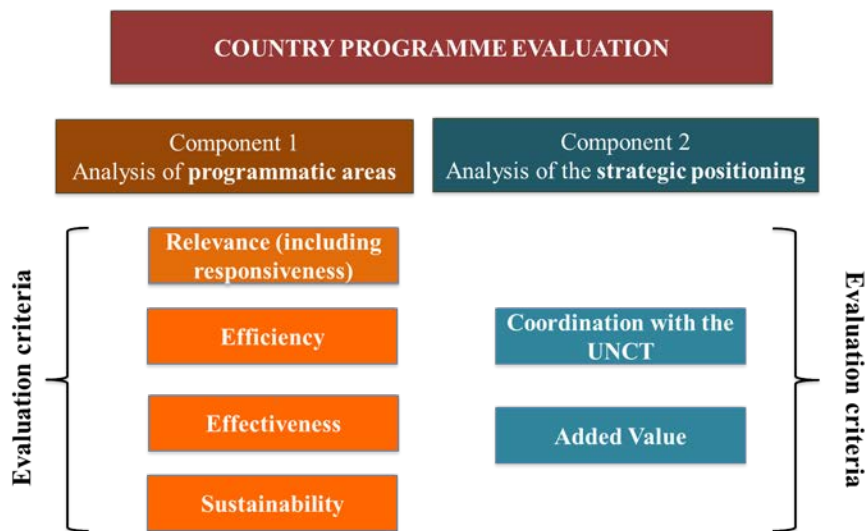 COUNTRY PROGRAMME EVALUATION
Component 1
Analysis of programmatic areas
Component 2
Analysis of the strategic positioning
Evaluation criteria
Relevance (including
responsiveness)
Efficiency
Effectiveness
Sustainability
Coordination with the
UNCT
Added Value
Evaluation criteria